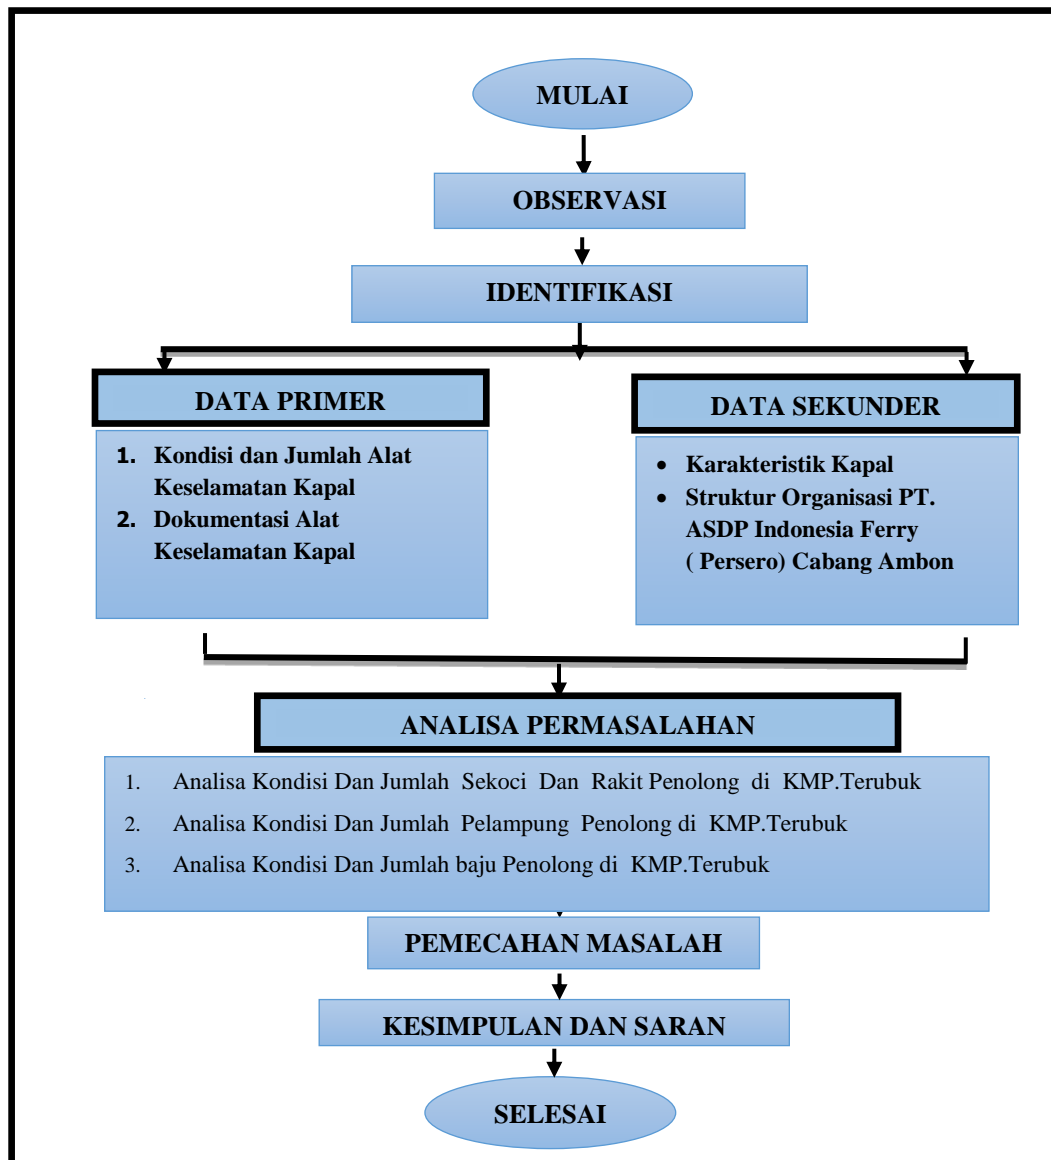 MULAI
OBSERVASI
IDENTIFIKASI
DATA PRIMER
1. Kondisi dan Jumlah Alat
Keselamatan Kapal
2. Dokumentasi Alat
Keselamatan Kapal
DATA SEKUNDER
• Karakteristik Kapal
• Struktur Organisasi PT.
ASDP Indonesia Ferry
( Persero) Cabang Ambon
ANALISA PERMASALAHAN
1. Analisa Kondisi Dan Jumlah Sekoci Dan Rakit Penolong di KMP.Terubuk
2. Analisa Kondisi Dan Jumlah Pelampung Penolong di KMP.Terubuk
3. Analisa Kondisi Dan Jumlah baju Penolong di KMP.Terubuk
PEMECAHAN MASALAH
KESIMPULAN DAN SARAN
SELESAI